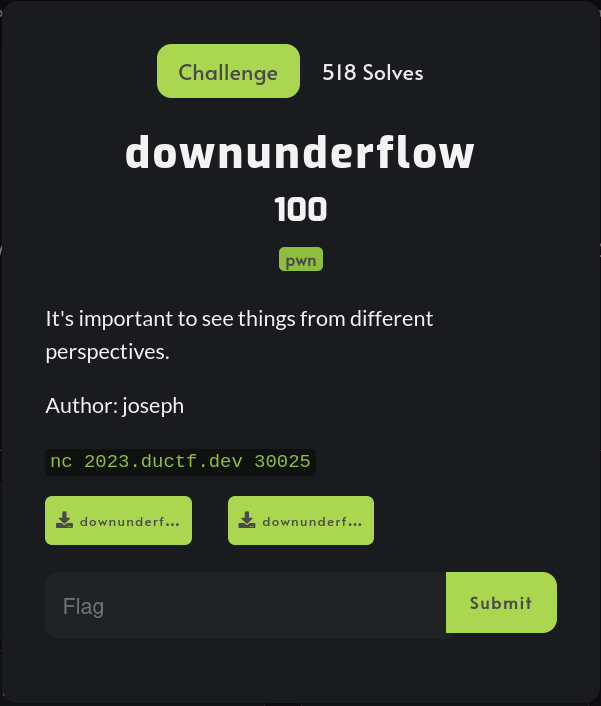 Challenge
518 Solves
downunderflow
100
pwn
It's important to see things from different
perspectives.
Author: joseph
nc 2023.ductf.dev 30025
downunderf...
downunderf...
Flag
Submit